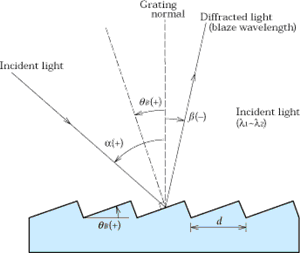 Grating
normal
Diffracted light
(blaze wavelength)
Incident light
θB(+)
β(−)
Incident light
(λ1~λ2)
α(+)
θB(+)
d